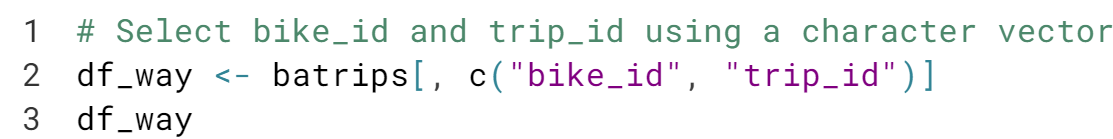 1 # Select bike_id and trip_id using a character vector
2 df_way <- batrips[, c("bike_id", "trip_id")]
3 df_way